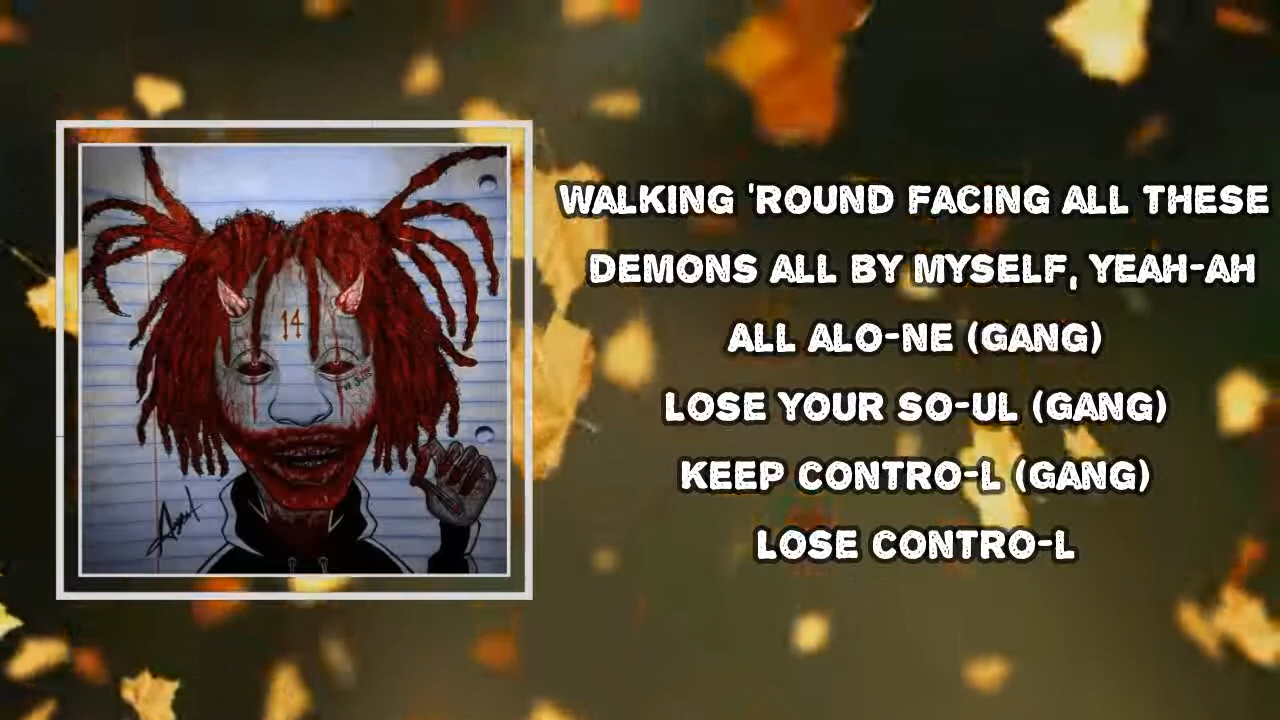 WALKING 'ROUND FACING ALL THESE
DEMONS ALL BY MYSELF, YEAH-AH
ALL ALO-NE (GANG)
LOSE YOUR SO-UL (GANG)
KEEP CONTRO-L (GANG)
LOSE CONTRO-L
14